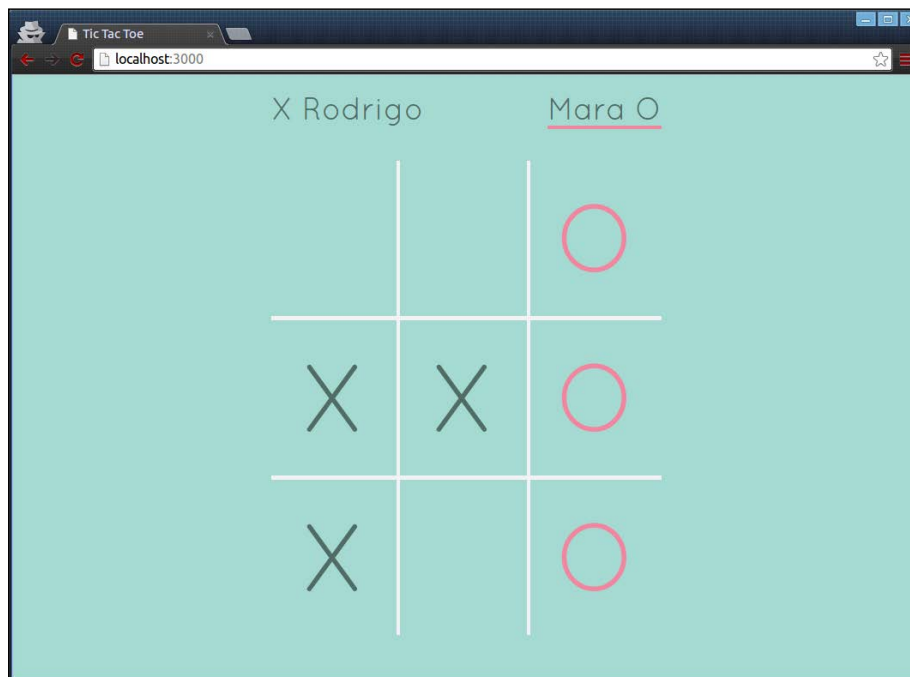 Tic Tac Toe
localhost:3000
X Rodrigo
Mara O
O
X X O
X O